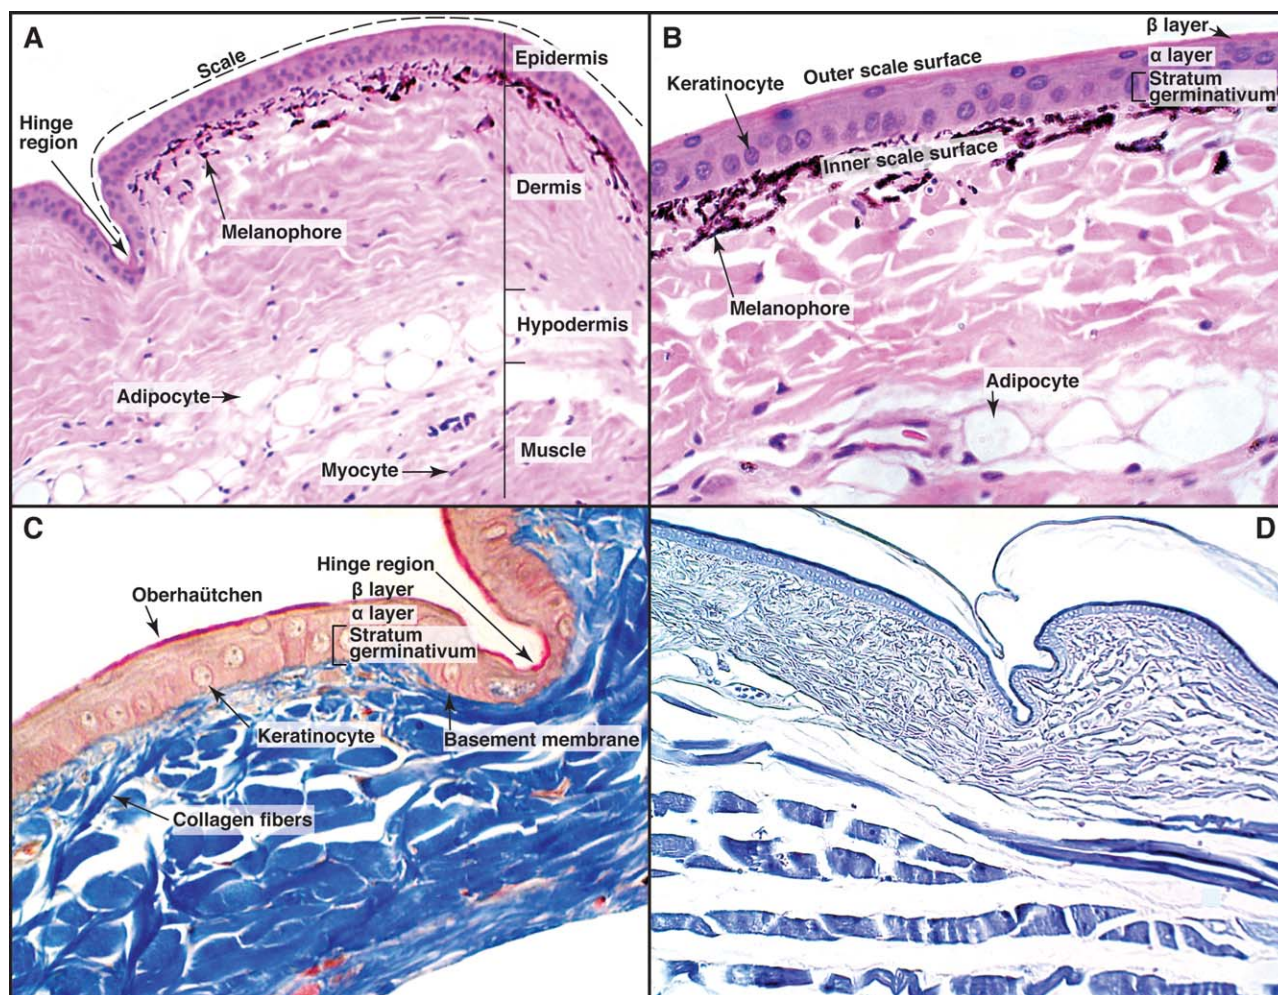 A
Scale
Epidermis
Hinge
region
Dermis
Melanophore
Hypodermis
Adipocyte
Muscle
Myocyte
B
β layer
Outer scale surface
α layer
Keratinocyte
Stratum
germinativum
Inner scale surface
Melanophore
Adipocyte
C
Hinge region
β layer
Oberhaütchen
α layer
Stratum
germinativum
Keratinocyte
Basement membrane
Collagen fibers
D